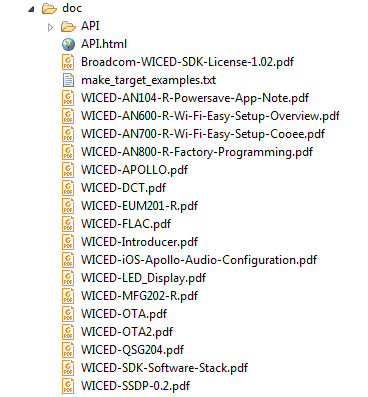 doc
API
API.html
Broadcom-WICED-SDK-License-1.02.pdf
make_target_examples.txt
WICED-AN104-R-Powersave-App-Note.pdf
WICED-AN600-R-Wi-Fi-Easy-Setup-Overview.pdf
WICED-AN700-R-Wi-Fi-Easy-Setup-Cooee.pdf
WICED-AN800-R-Factory-Programming.pdf
WICED-APOLLO.pdf
WICED-DCT.pdf
WICED-EUM201-R.pdf
WICED-FLAC.pdf
WICED-Introducer.pdf
WICED-iOS-Apollo-Audio-Configuration.pdf
WICED-LED_Display.pdf
WICED-MFG202-R.pdf
WICED-OTA.pdf
WICED-OTA2.pdf
WICED-QSG204.pdf
WICED-SDK-Software-Stack.pdf
WICED-SSDP-0.2.pdf